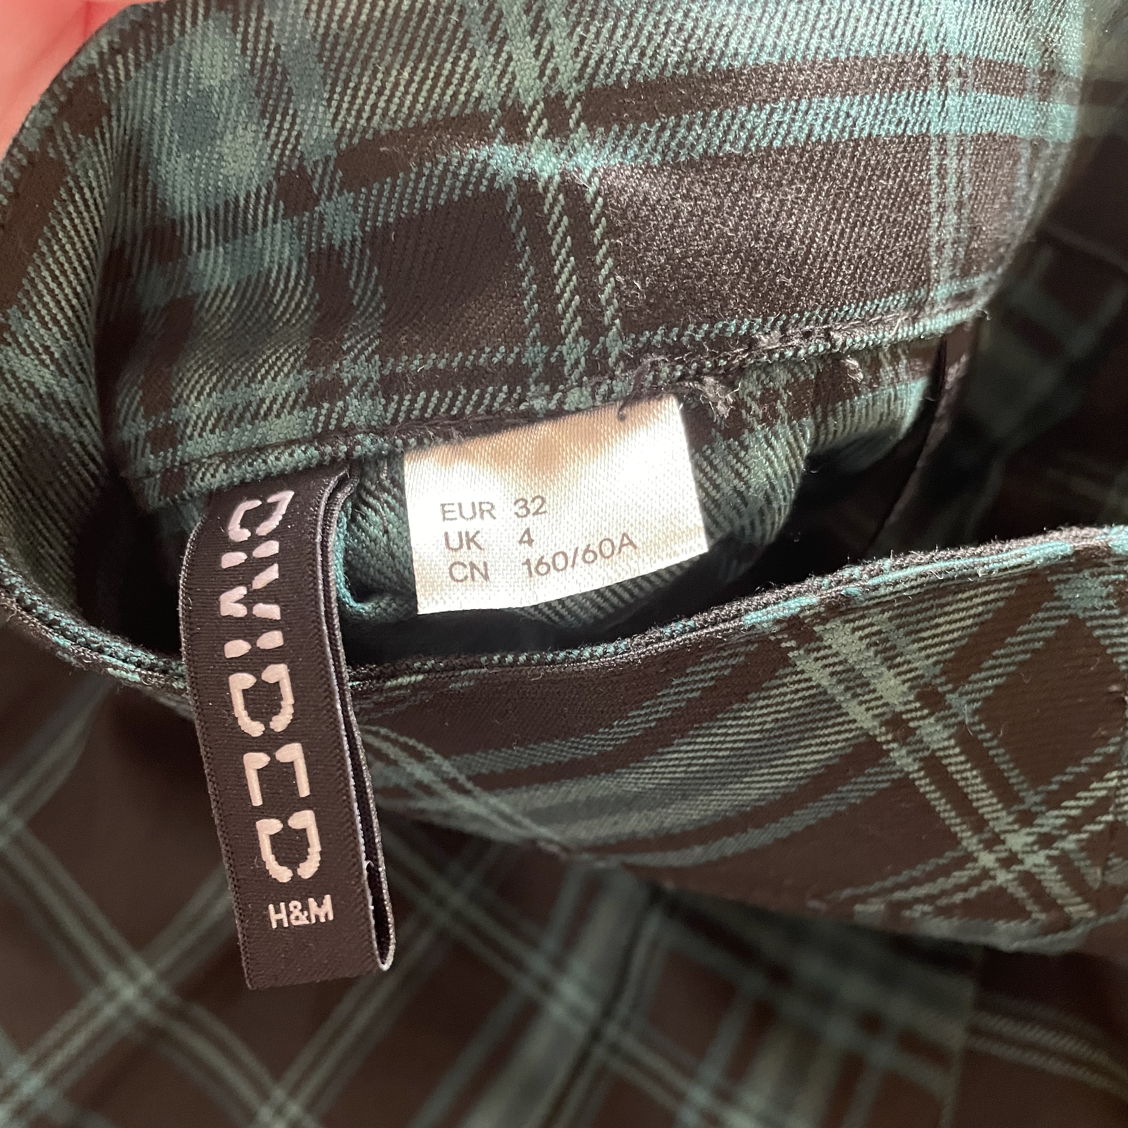 DIVIDED
H&M
EUR 32
UK 4
CN 160/60A